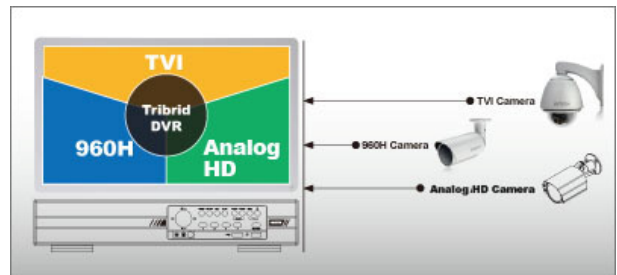 TVI
Tribrid
DVR
960H
Analog
HD
TVI Camera
960H Camera
Analog HD Camera